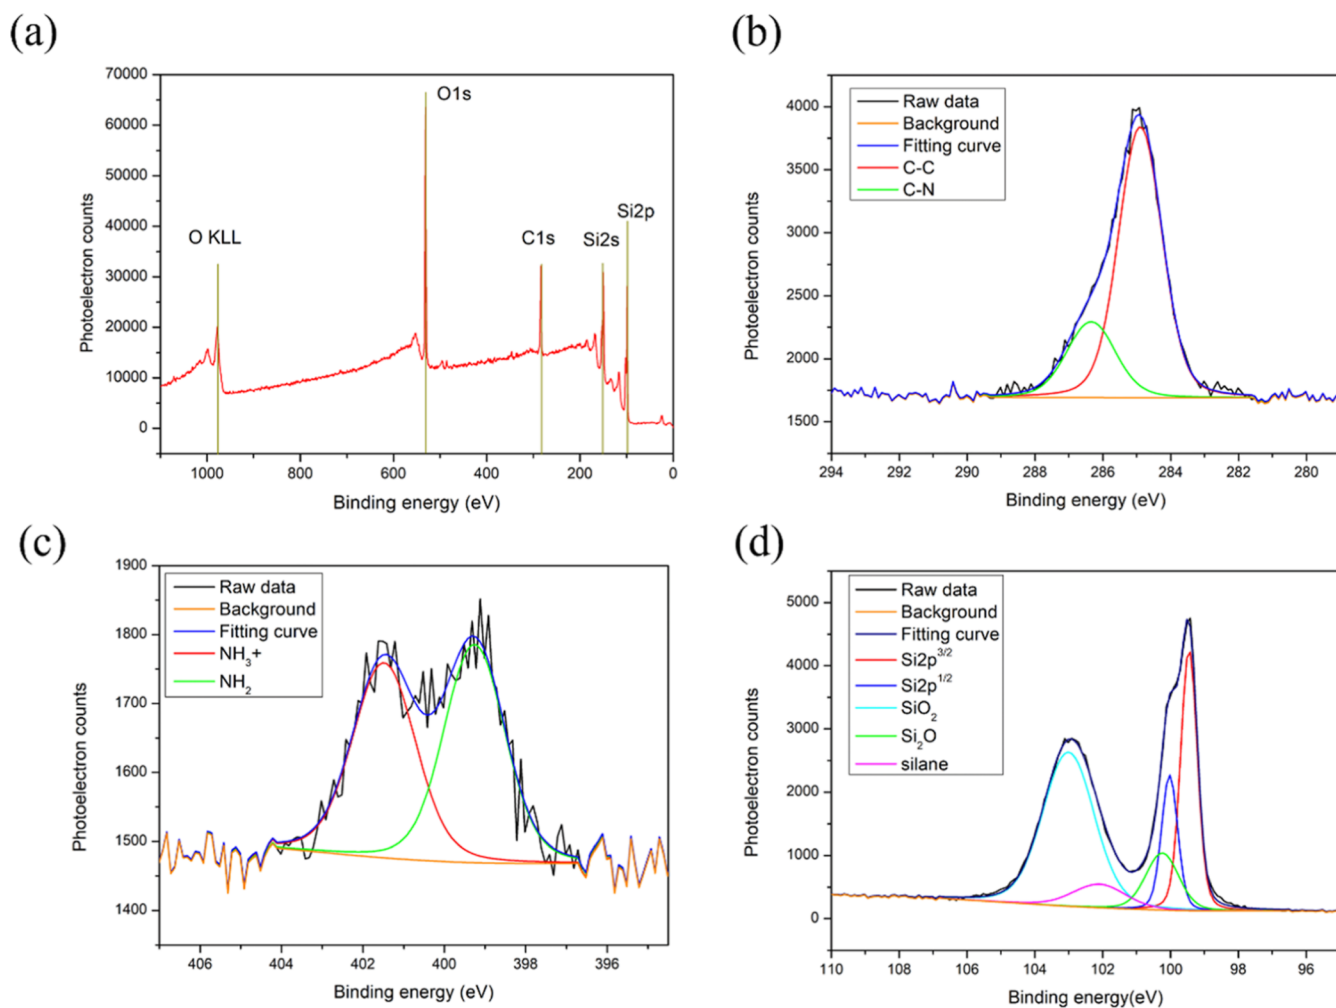 (a)
70000
60000
50000
40000
30000
20000
10000
0
Photoelectron counts
O KLL
O1s
C1s
Si2s
Si2p
1000 800 600 400 200 0
Binding energy (eV)
(b)
4000
3500
3000
2500
2000
1500
Photoelectron counts
Raw data
Background
Fitting curve
C-C
C-N
294 292 290 288 286 284 282 280
Binding energy (eV)
(c)
1900
1800
1700
1600
1500
1400
Photoelectron counts
Raw data
Background
Fitting curve
NH₃+
NH₂
406 404 402 400 398 396
Binding energy (eV)
(d)
5000
4000
3000
2000
1000
0
Photoelectron counts
Raw data
Background
Fitting curve
Si2p³/²
Si2p¹/²
SiO₂
Si₂O
silane
110 108 106 104 102 100 98 96
Binding energy(eV)